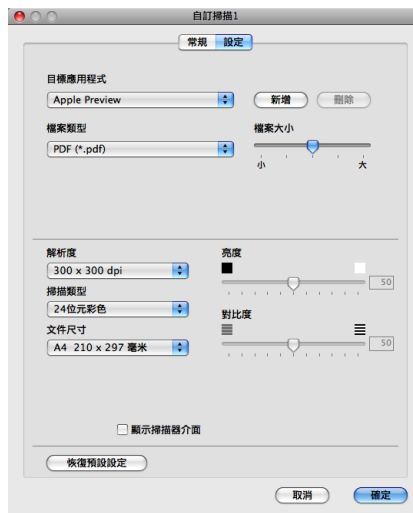 自訂掃描1
常規 設定
目標應用程式
Apple Preview 新增 刪除
檔案類型 檔案大小
PDF (*.pdf)
小 大
解析度 亮度
300 x 300 dpi 50
掃描類型
24位元彩色 對比度
文件尺寸
A4 210 x 297 毫米 50
顯示掃描器介面
恢復預設設定
取消 確定